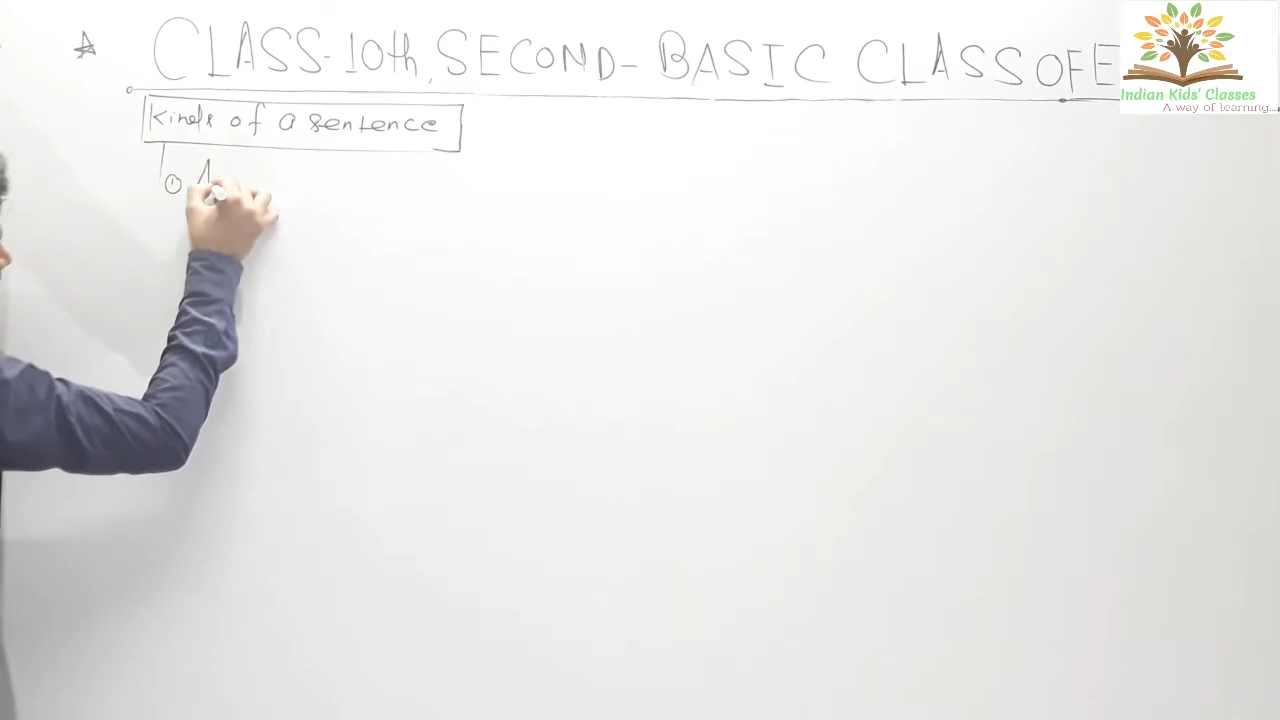 ☆ CLASS-10th, SECOND-BASIC CLASS OF E
Indian Kids' Classes
A way of learning....
Kinds of a sentence
① A